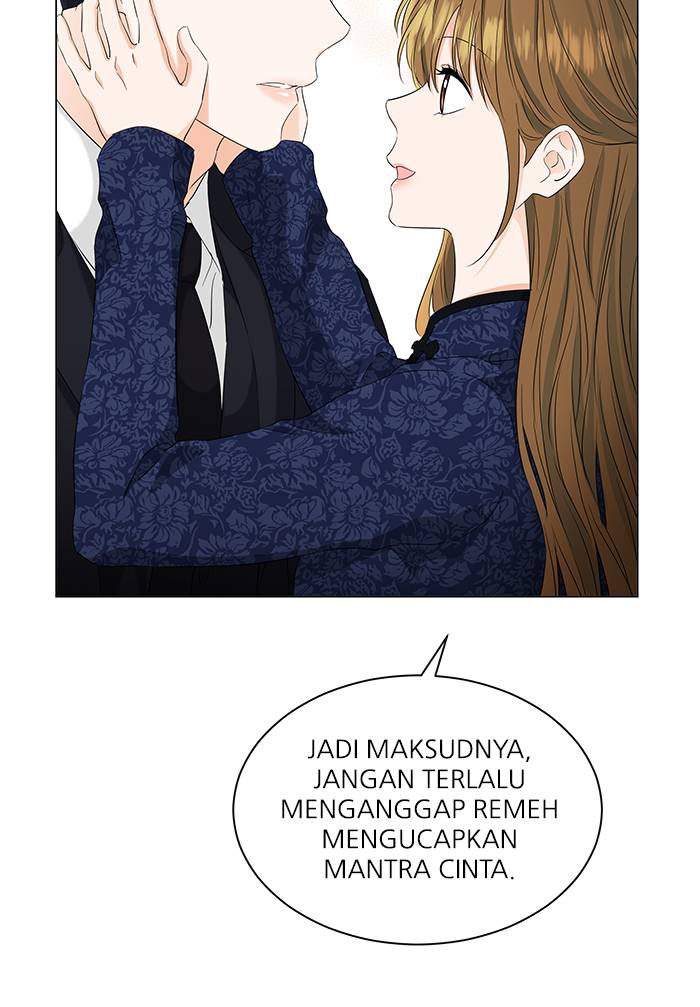 JADI MAKSUDNYA,
JANGAN TERLALU
MENGANGGAP REMEH
MENGUCAPKAN
MANTRA CINTA.